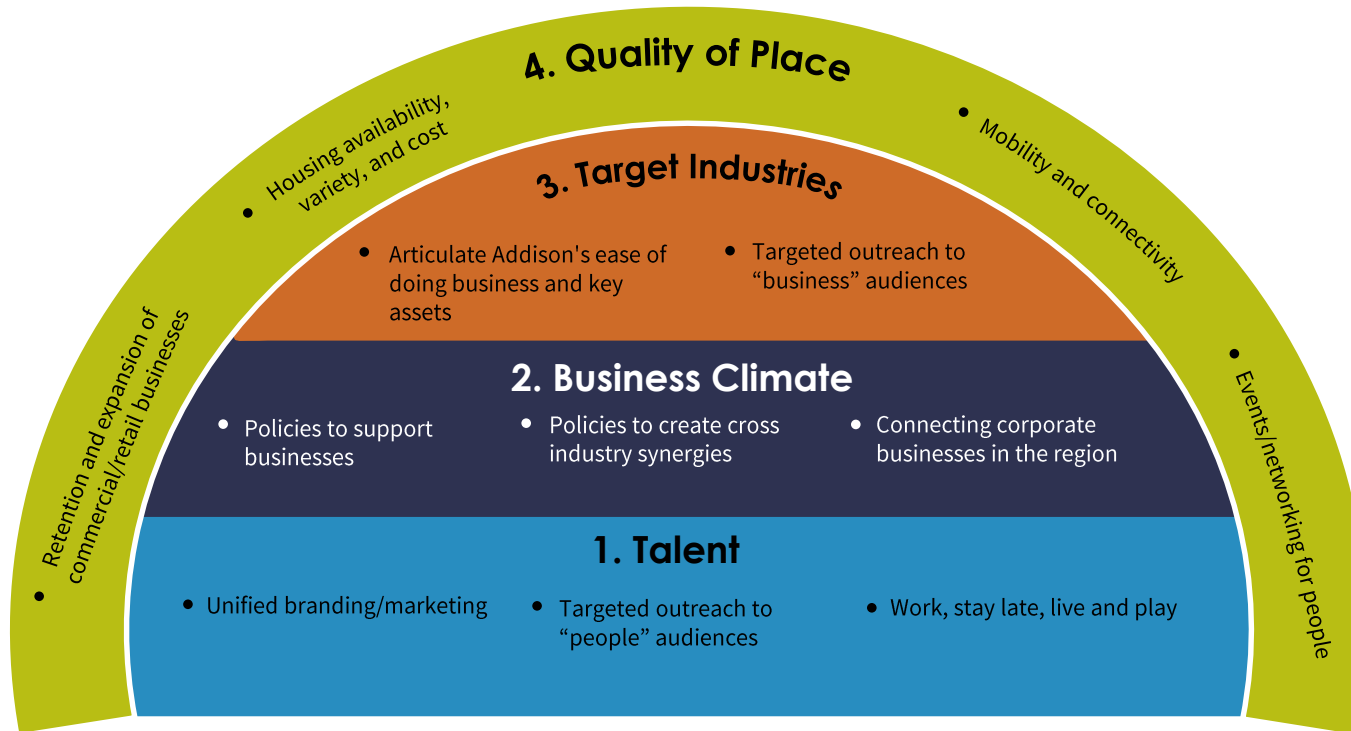 4. Quality of Place
• Housing availability,
variety, and cost
• Mobility and connectivity
• Retention and expansion of
commercial/retail businesses
• Events/networking for people
3. Target Industries
• Articulate Addison's ease of
doing business and key
assets
• Targeted outreach to
“business” audiences
2. Business Climate
• Policies to support
businesses
• Policies to create cross
industry synergies
• Connecting corporate
businesses in the region
1. Talent
• Unified branding/marketing
• Targeted outreach to
“people” audiences
• Work, stay late, live and play